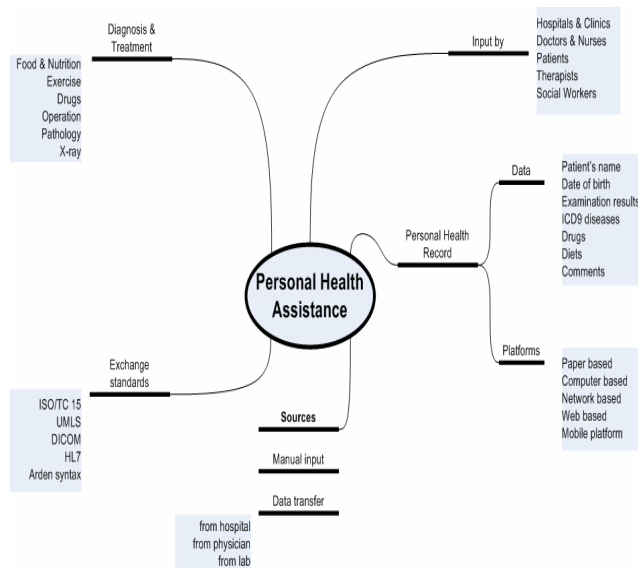 Diagnosis &
Treatment
Food & Nutrition
Exercise
Drugs
Operation
Pathology
X-ray
Input by
Hospitals & Clinics
Doctors & Nurses
Patients
Therapists
Social Workers
Personal Health
Assistance
Personal Health
Record
Data
Patient's name
Date of birth
Examination results
ICD9 diseases
Drugs
Diets
Comments
Platforms
Paper based
Computer based
Network based
Web based
Mobile platform
Exchange
standards
ISO/TC 15
UMLS
DICOM
HL7
Arden syntax
Sources
Manual input
Data transfer
from hospital
from physician
from lab